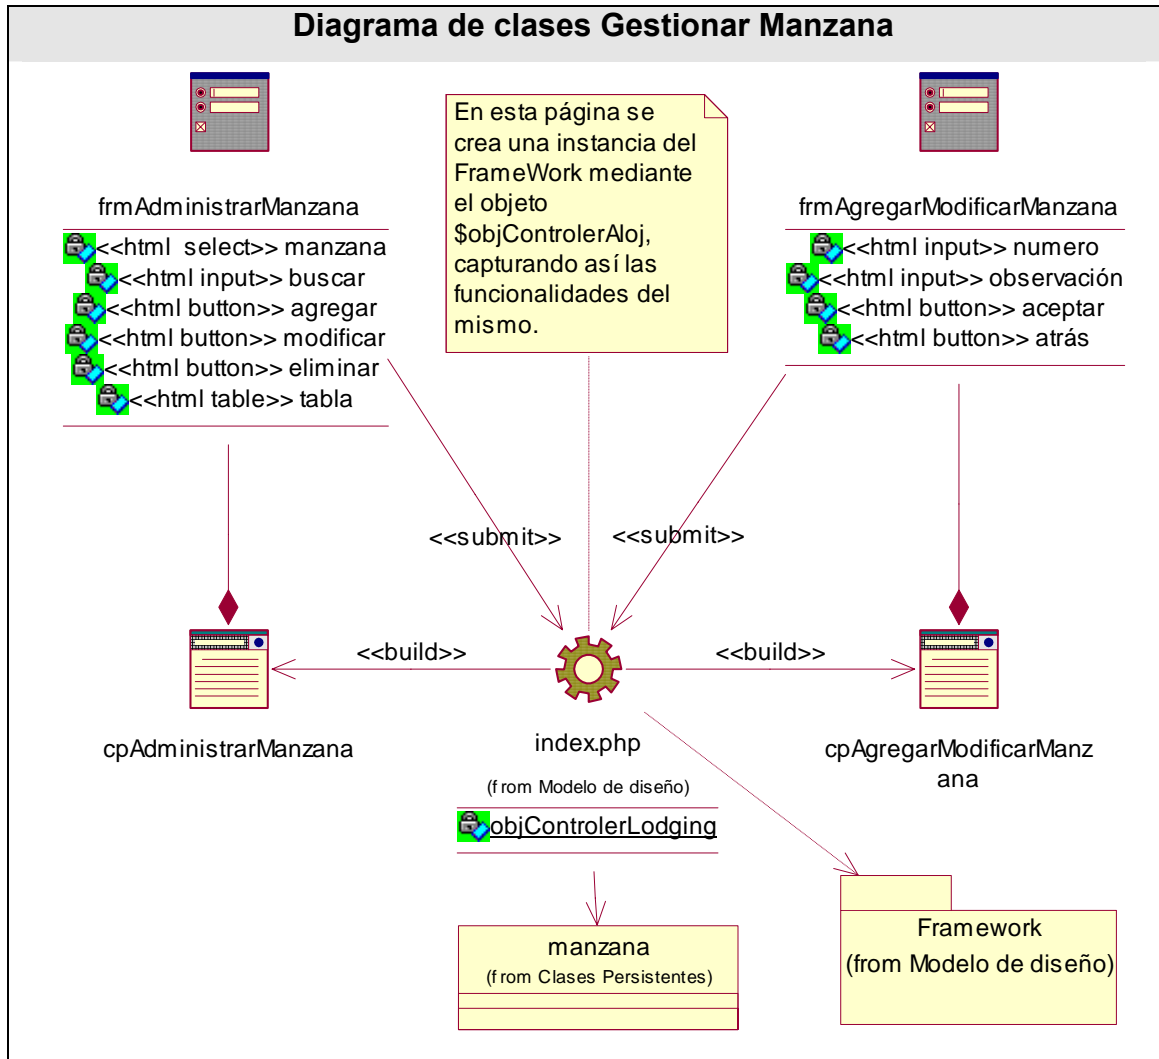 Diagrama de clases Gestionar Manzana
frmAdministrarManzana
<<html select>> manzana
<<html input>> buscar
<<html button>> agregar
<<html button>> modificar
<<html button>> eliminar
<<html table>> tabla
En esta página se
crea una instancia del
FrameWork mediante
el objeto
$objControlerAloj,
capturando así las
funcionalidades del
mismo.
frmAgregarModificarManzana
<<html input>> numero
<<html input>> observación
<<html button>> aceptar
<<html button>> atrás
<<submit>>
<<submit>>
<<build>>
<<build>>
cpAdministrarManzana
index.php
(from Modelo de diseño)
objControlerLodging
cpAgregarModificarManz
ana
manzana
(from Clases Persistentes)
Framework
(from Modelo de diseño)